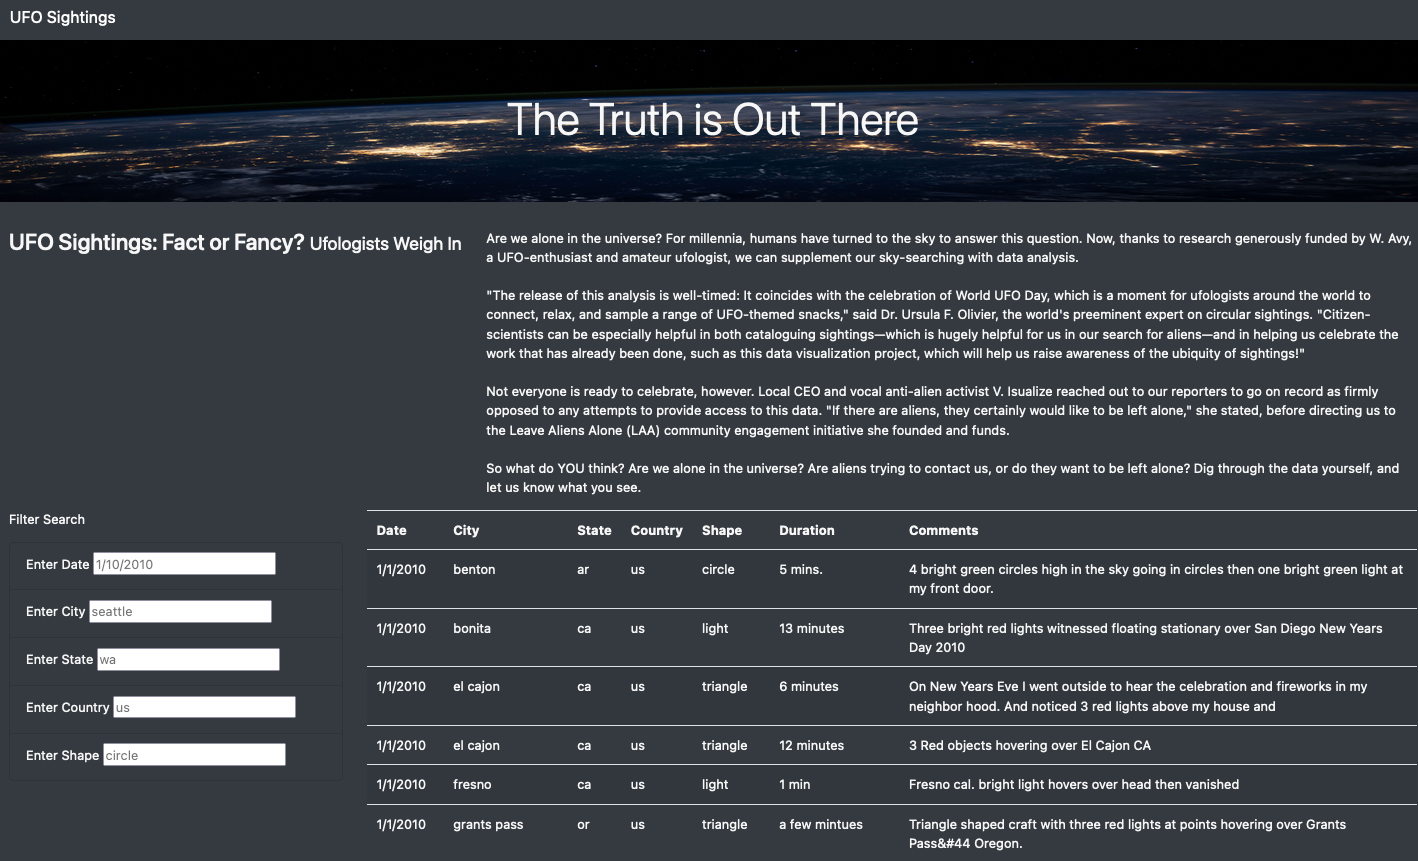 UFO Sightings
The Truth is Out There
UFO Sightings: Fact or Fancy? Ufologists Weigh In
Are we alone in the universe? For millennia, humans have turned to the sky to answer this question. Now, thanks to research generously funded by W. Avy,
a UFO-enthusiast and amateur ufologist, we can supplement our sky-searching with data analysis.
"The release of this analysis is well-timed: It coincides with the celebration of World UFO Day, which is a moment for ufologists around the world to
connect, relax, and sample a range of UFO-themed snacks," said Dr. Ursula F. Olivier, the world's preeminent expert on circular sightings. "Citizen-
scientists can be especially helpful in both cataloguing sightings—which is hugely helpful for us in our search for aliens—and in helping us celebrate the
work that has already been done, such as this data visualization project, which will help us raise awareness of the ubiquity of sightings!"
Not everyone is ready to celebrate, however. Local CEO and vocal anti-alien activist V. Isualize reached out to our reporters to go on record as firmly
opposed to any attempts to provide access to this data. "If there are aliens, they certainly would like to be left alone," she stated, before directing us to
the Leave Aliens Alone (LAA) community engagement initiative she founded and funds.
So what do YOU think? Are we alone in the universe? Are aliens trying to contact us, or do they want to be left alone? Dig through the data yourself, and
let us know what you see.
Filter Search
Enter Date 1/10/2010
Enter City seattle
Enter State wa
Enter Country us
Enter Shape circle
Date City State Country Shape Duration Comments
1/1/2010 benton ar us circle 5 mins. 4 bright green circles high in the sky going in circles then one bright green light at
my front door.
1/1/2010 bonita ca us light 13 minutes Three bright red lights witnessed floating stationary over San Diego New Years
Day 2010
1/1/2010 el cajon ca us triangle 6 minutes On New Years Eve I went outside to hear the celebration and fireworks in my
neighbor hood. And noticed 3 red lights above my house and
1/1/2010 el cajon ca us triangle 12 minutes 3 Red objects hovering over El Cajon CA
1/1/2010 fresno ca us light 1 min Fresno cal. bright light hovers over head then vanished
1/1/2010 grants pass or us triangle a few mintues Triangle shaped craft with three red lights at points hovering over Grants
Pass&#44 Oregon.